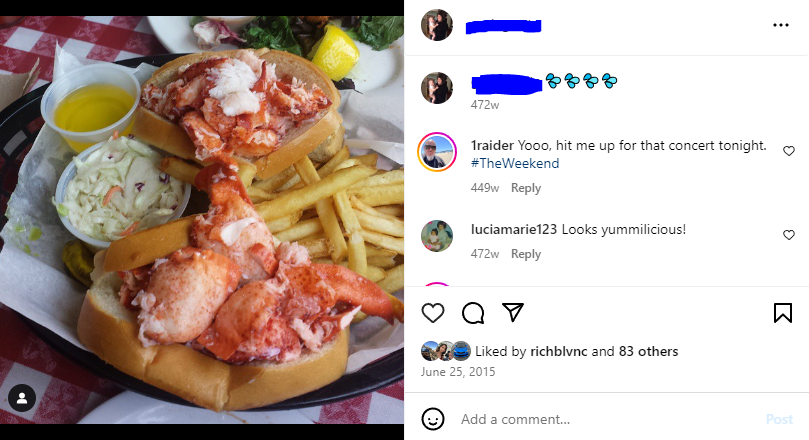 472w
1raider Yooo, hit me up for that concert tonight.
#TheWeekend
449w Reply
luciamarie123 Looks yummilicious!
472w Reply
Liked by richblvnc and 83 others
June 25, 2015
Add a comment...
Post